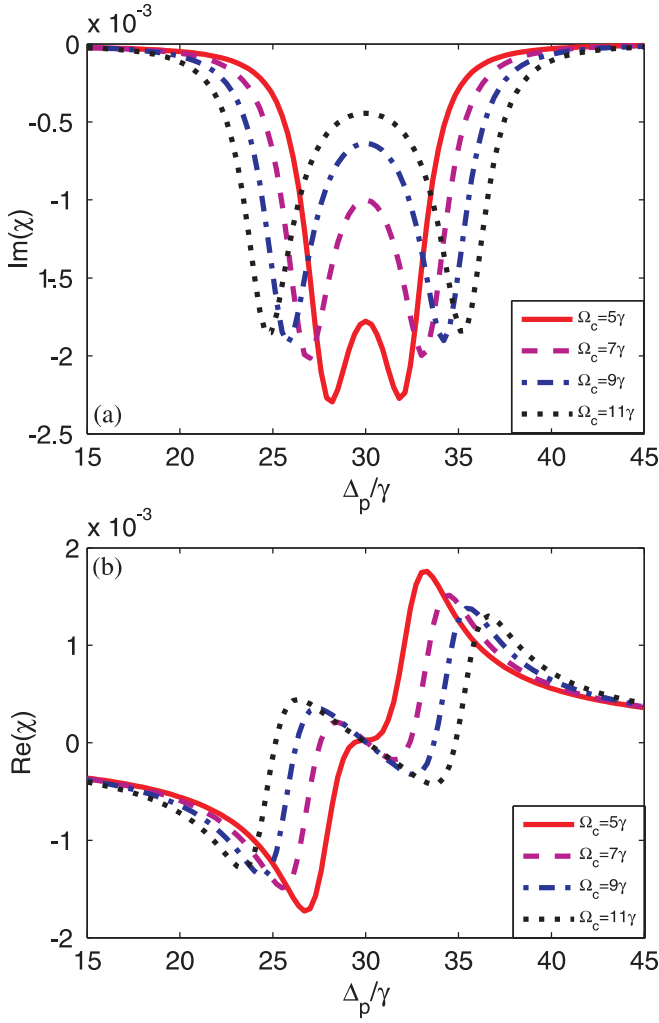 x 10⁻³
0
-0.5
-1
-1.5
-2
-2.5
Im(χ)
(a)
Ω_c=5γ
Ω_c=7γ
Ω_c=9γ
Ω_c=11γ
15 20 25 30 35 40 45
Δ_p/γ
x 10⁻³
2
1
0
-1
-2
Re(χ)
(b)
Ω_c=5γ
Ω_c=7γ
Ω_c=9γ
Ω_c=11γ
15 20 25 30 35 40 45
Δ_p/γ